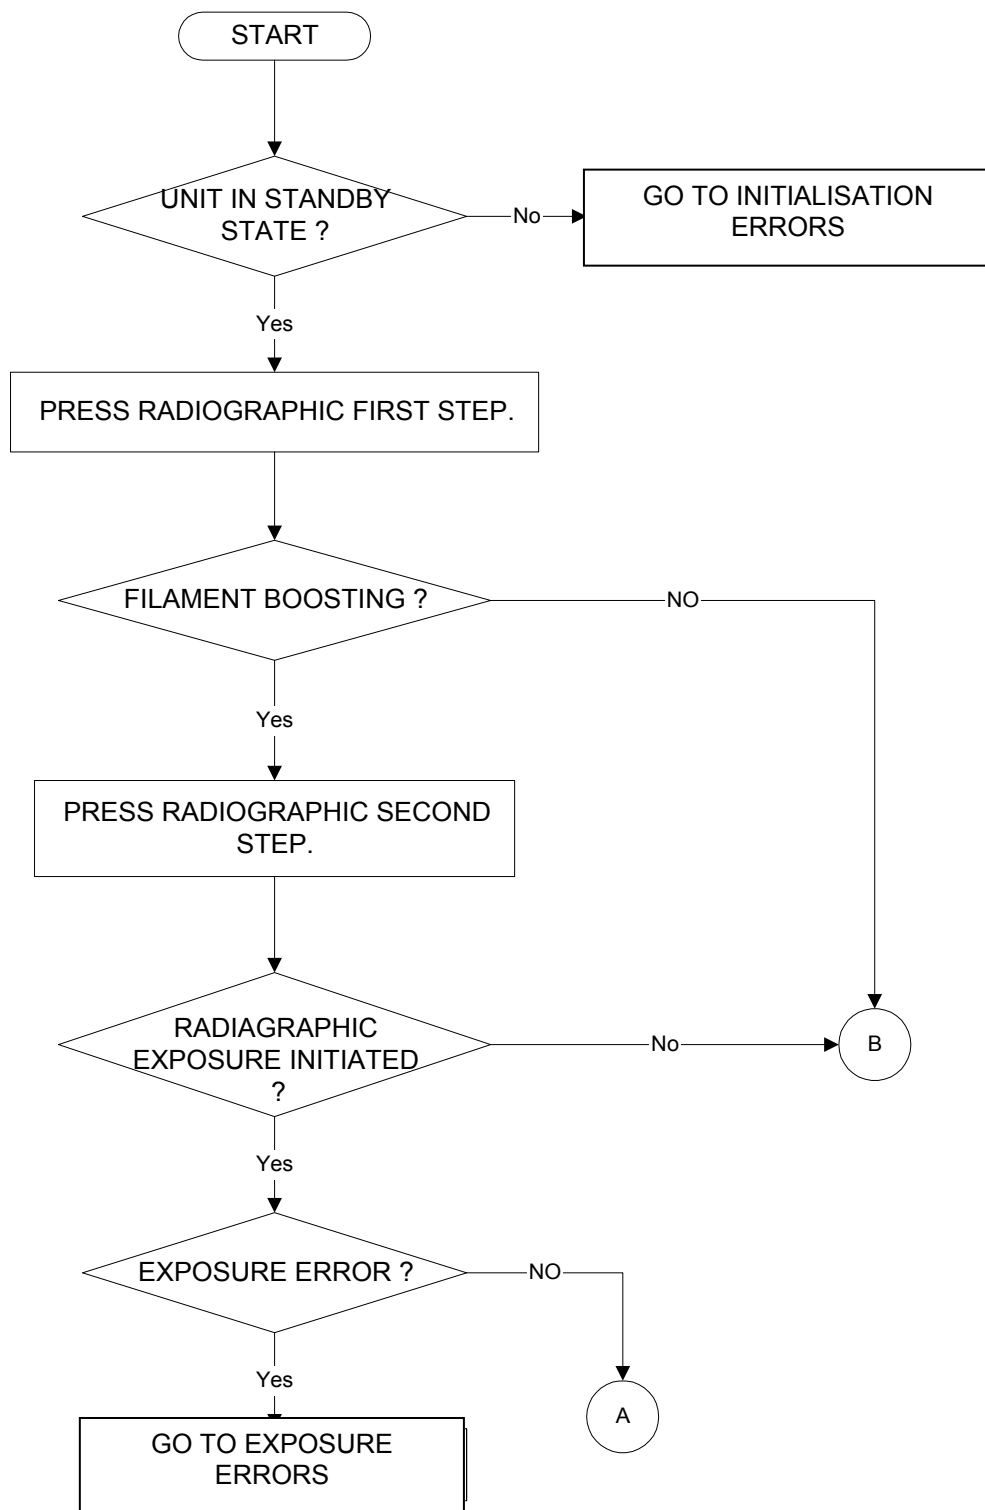 START
UNIT IN STANDBY
STATE ?
No
GO TO INITIALISATION
ERRORS
Yes
PRESS RADIOGRAPHIC FIRST STEP.
FILAMENT BOOSTING ?
NO
Yes
PRESS RADIOGRAPHIC SECOND
STEP.
RADIAGRAPHIC
EXPOSURE INITIATED
?
No
B
Yes
EXPOSURE ERROR ?
NO
Yes
A
GO TO EXPOSURE
ERRORS